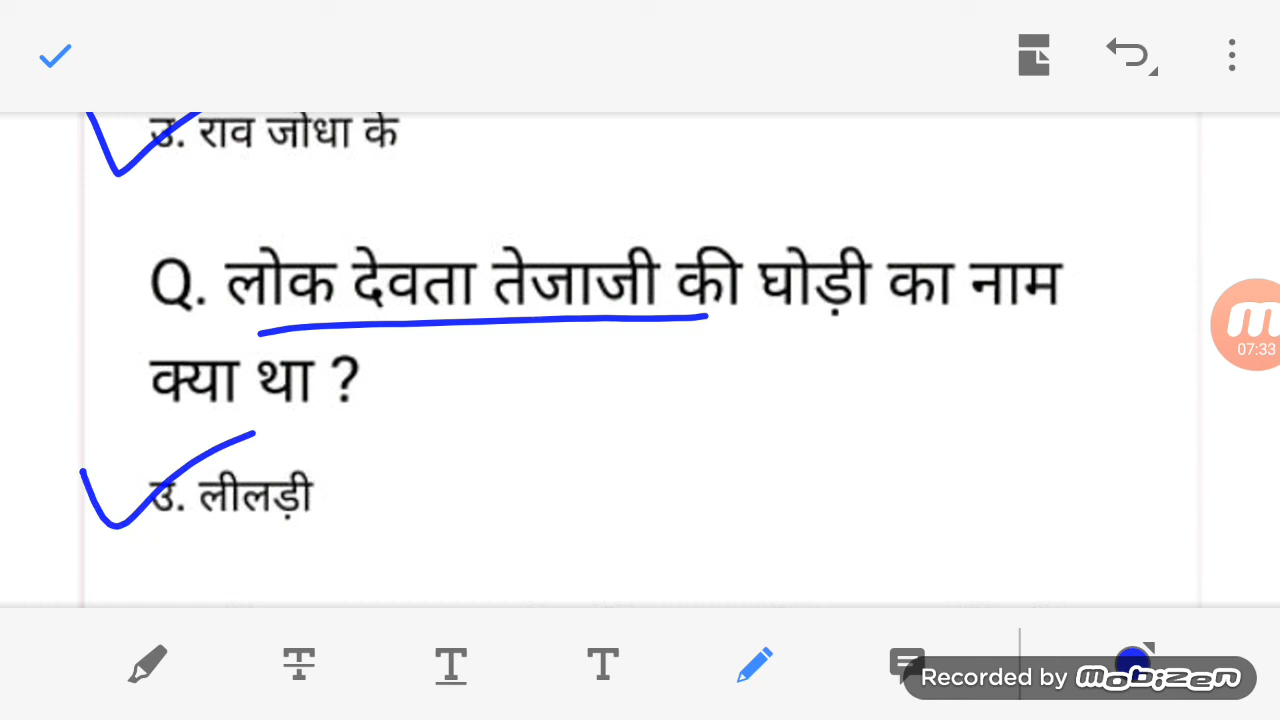 उ. राव जोधा के
Q. लोक देवता तेजाजी की घोड़ी का नाम
क्या था ?
उ. लीलड़ी
07:33
T T T
Recorded by mobizen